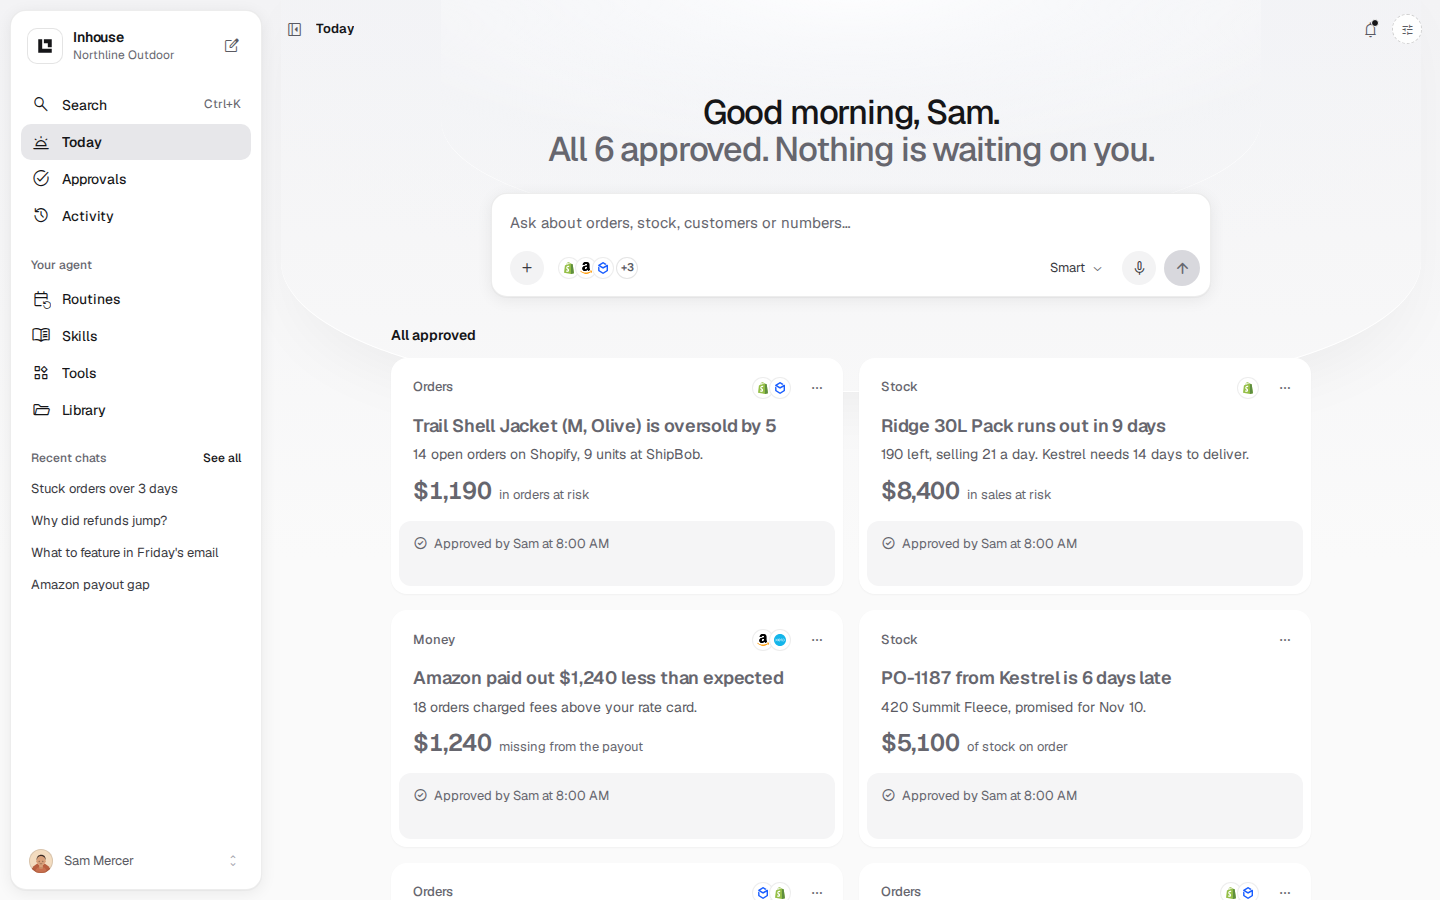 Inhouse
Northline Outdoor
Search
Ctrl+K
Today
Approvals
Activity
Your agent
Routines
Skills
Tools
Library
Recent chats
See all
Stuck orders over 3 days
Why did refunds jump?
What to feature in Friday's email
Amazon payout gap
Sam Mercer
Today
Good morning, Sam.
All 6 approved. Nothing is waiting on you.
Ask about orders, stock, customers or numbers…
+3
Smart
All approved
Orders
Trail Shell Jacket (M, Olive) is oversold by 5
14 open orders on Shopify, 9 units at ShipBob.
$1,190 in orders at risk
Approved by Sam at 8:00 AM
Stock
Ridge 30L Pack runs out in 9 days
190 left, selling 21 a day. Kestrel needs 14 days to deliver.
$8,400 in sales at risk
Approved by Sam at 8:00 AM
Money
Amazon paid out $1,240 less than expected
18 orders charged fees above your rate card.
$1,240 missing from the payout
Approved by Sam at 8:00 AM
Stock
PO-1187 from Kestrel is 6 days late
420 Summit Fleece, promised for Nov 10.
$5,100 of stock on order
Approved by Sam at 8:00 AM
Orders
Orders